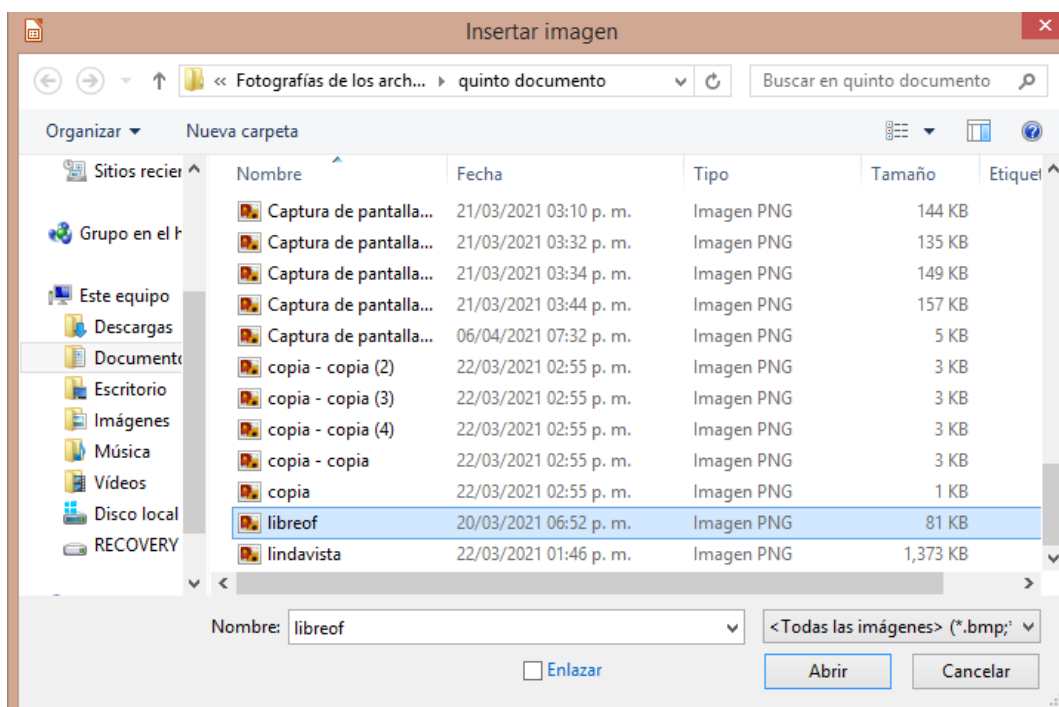 Insertar imagen
« Fotografías de los arch... quinto documento
Buscar en quinto documento
Organizar Nueva carpeta
Sitios recier
Grupo en el h
Este equipo
Descargas
Documento
Escritorio
Imágenes
Música
Vídeos
Disco local
RECOVERY
Nombre Fecha Tipo Tamaño Etiquet
Captura de pantalla... 21/03/2021 03:10 p. m. Imagen PNG 144 KB
Captura de pantalla... 21/03/2021 03:32 p. m. Imagen PNG 135 KB
Captura de pantalla... 21/03/2021 03:34 p. m. Imagen PNG 149 KB
Captura de pantalla... 21/03/2021 03:44 p. m. Imagen PNG 157 KB
Captura de pantalla... 06/04/2021 07:32 p. m. Imagen PNG 5 KB
copia - copia (2) 22/03/2021 02:55 p. m. Imagen PNG 3 KB
copia - copia (3) 22/03/2021 02:55 p. m. Imagen PNG 3 KB
copia - copia (4) 22/03/2021 02:55 p. m. Imagen PNG 3 KB
copia - copia 22/03/2021 02:55 p. m. Imagen PNG 3 KB
copia 22/03/2021 02:55 p. m. Imagen PNG 1 KB
libreof 20/03/2021 06:52 p. m. Imagen PNG 81 KB
lindavista 22/03/2021 01:46 p. m. Imagen PNG 1,373 KB
Nombre: libreof
<Todas las imágenes> (*.bmp;*
Enlazar
Abrir Cancelar